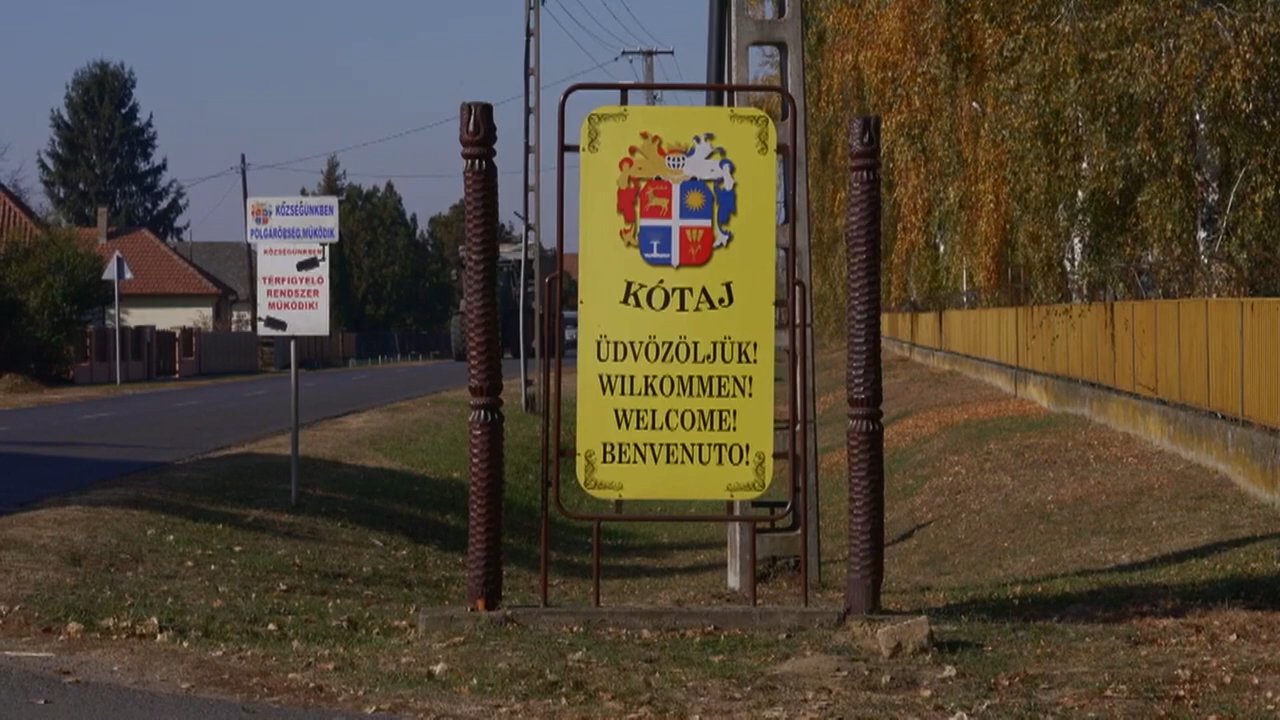 KÖZSÉGÜNKBEN
POLGÁRŐRSÉG MŰKÖDIK
KÖZSÉGÜNKBEN
TÉRFIGYELŐ
RENDSZER
MŰKÖDIK!
KÓTAJ
ÜDVÖZÖLJÜK!
WILKOMMEN!
WELCOME!
BENVENUTO!